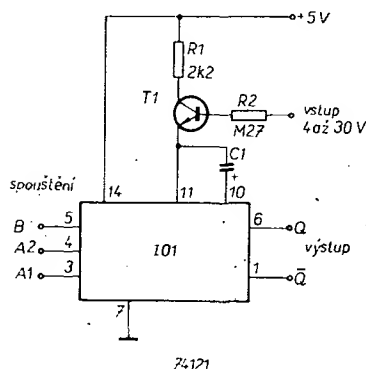 +5V
R1
2k2
T1
R2
M27
vstup
4 až 30 V
C1
+
spouštění
14
11
10
B
5
A2
4
A1
3
IO1
6
Q
výstup
1
Q̅
7
74121